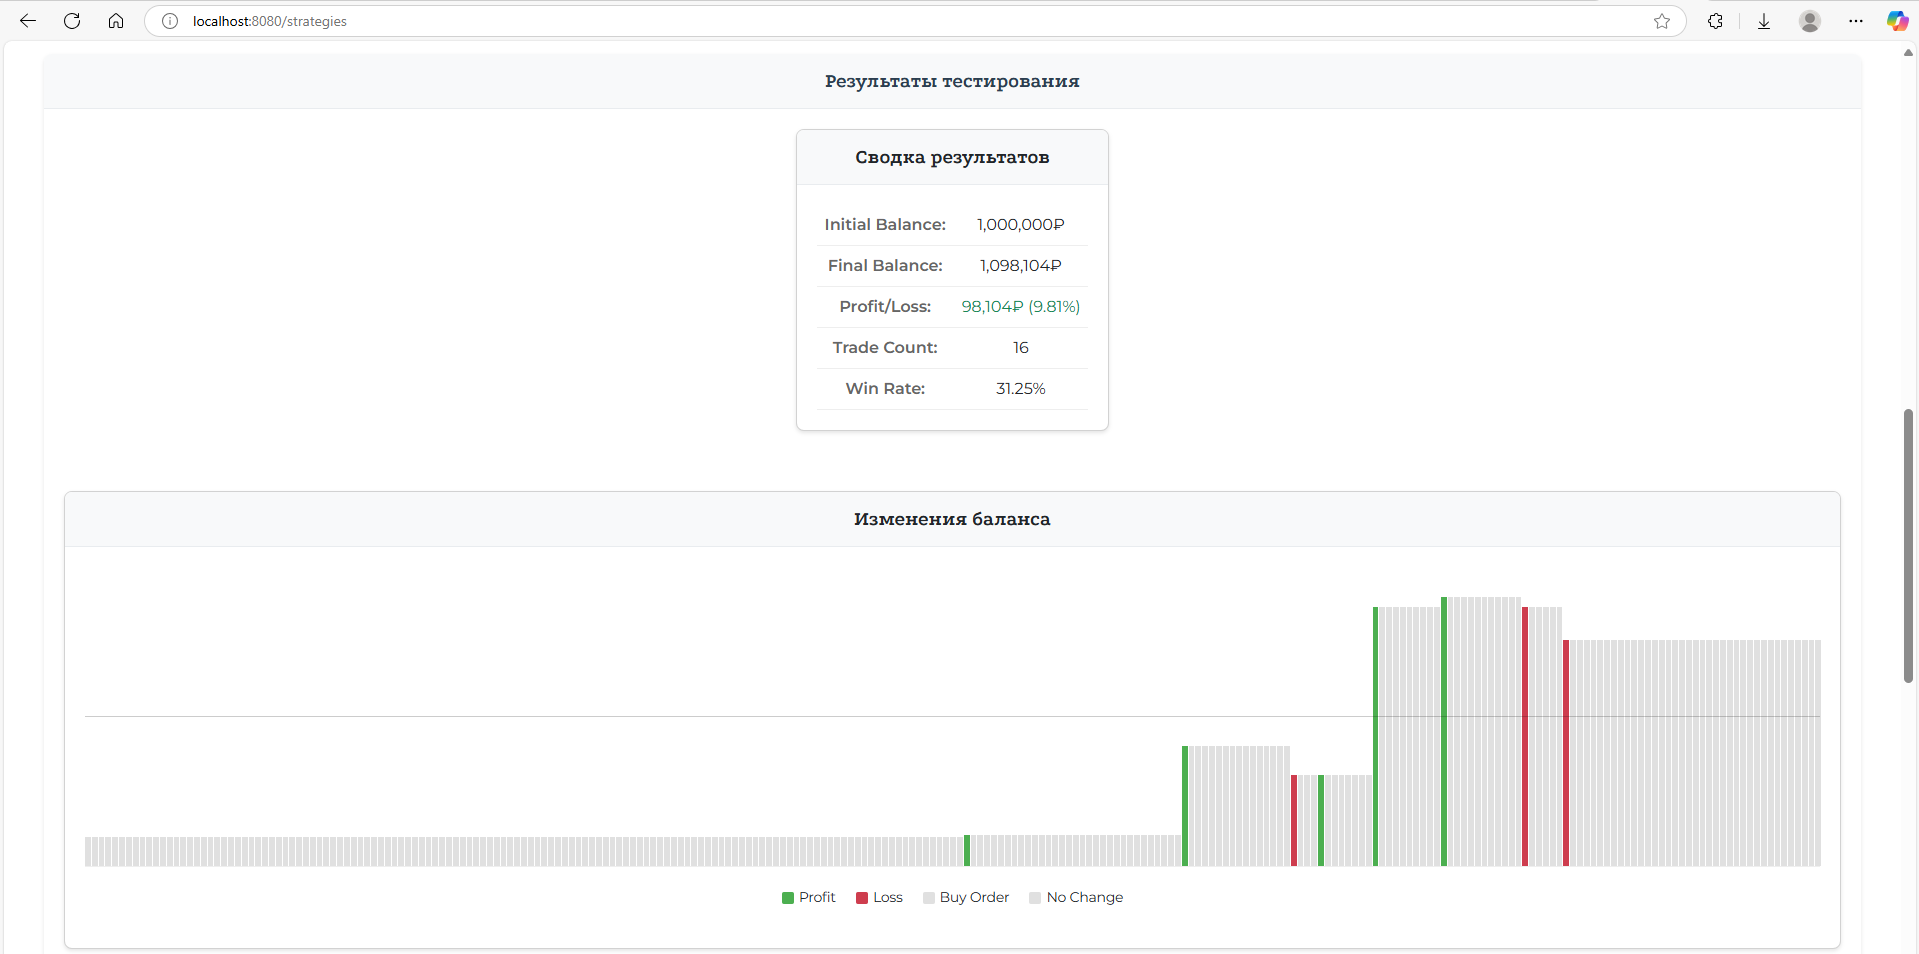 localhost:8080/strategies
Результаты тестирования
Сводка результатов
Initial Balance: 1,000,000₽
Final Balance: 1,098,104₽
Profit/Loss: 98,104₽ (9.81%)
Trade Count: 16
Win Rate: 31.25%
Изменения баланса
Profit Loss Buy Order No Change